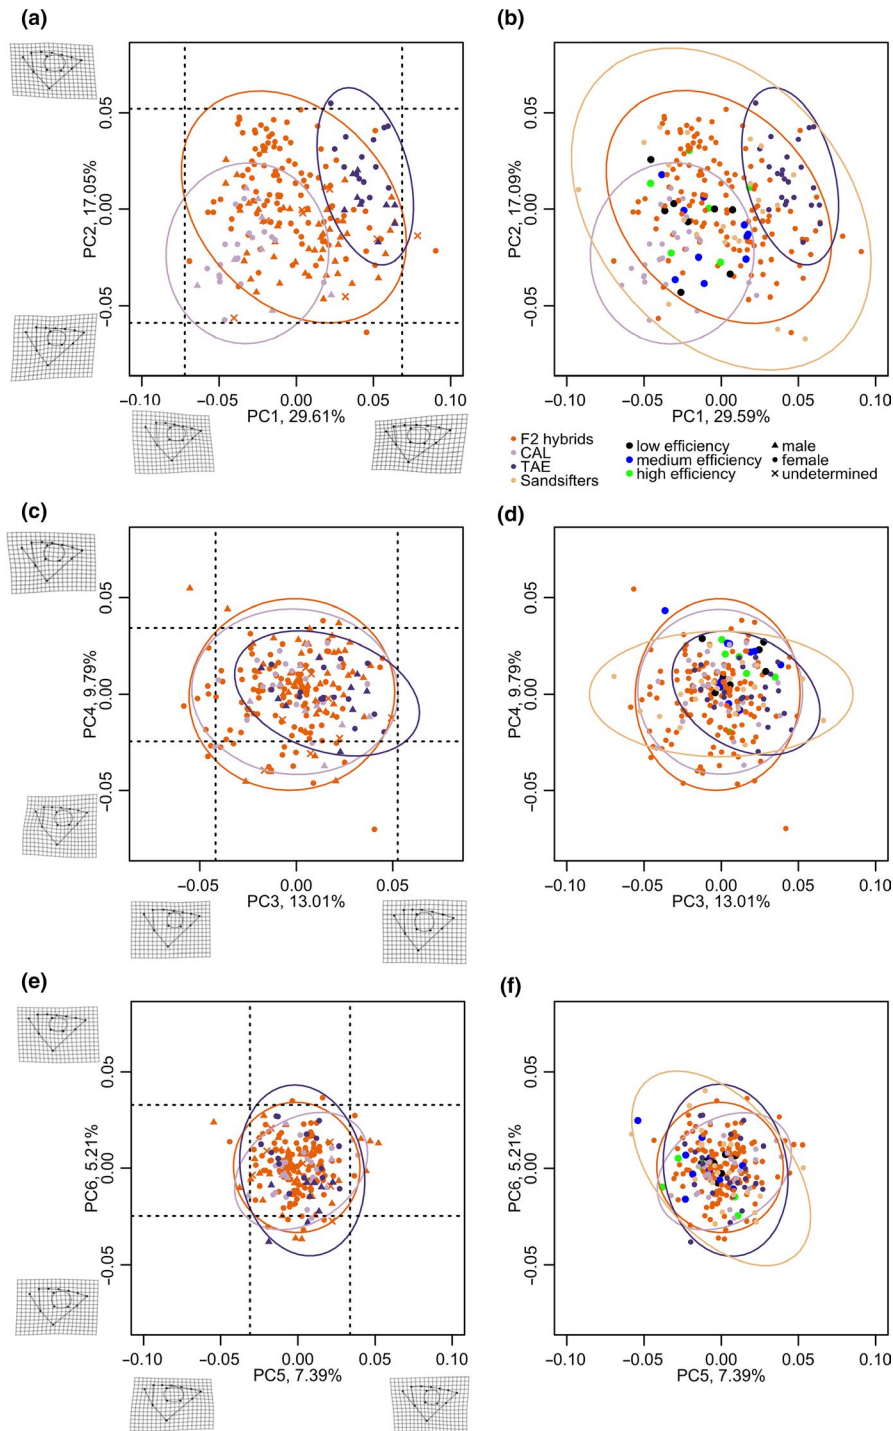 (a)
(b)
0.05
0.00
−0.05
PC2, 17.05%
−0.10
−0.05
0.00
0.05
0.10
PC1, 29.61%
0.05
0.00
−0.05
PC2, 17.09%
−0.10
−0.05
0.00
0.05
0.10
PC1, 29.59%
F2 hybrids
CAL
TAE
Sandsifters
low efficiency
medium efficiency
high efficiency
male
female
undetermined
(c)
(d)
0.05
0.00
−0.05
PC4, 9.79%
−0.05
0.00
0.05
PC3, 13.01%
0.05
0.00
−0.05
PC4, 9.79%
−0.10
−0.05
0.00
0.05
0.10
PC3, 13.01%
(e)
(f)
0.05
0.00
−0.05
PC6, 5.21%
−0.10
−0.05
0.00
0.05
0.10
PC5, 7.39%
0.05
0.00
−0.05
PC6, 5.21%
−0.10
−0.05
0.00
0.05
0.10
PC5, 7.39%